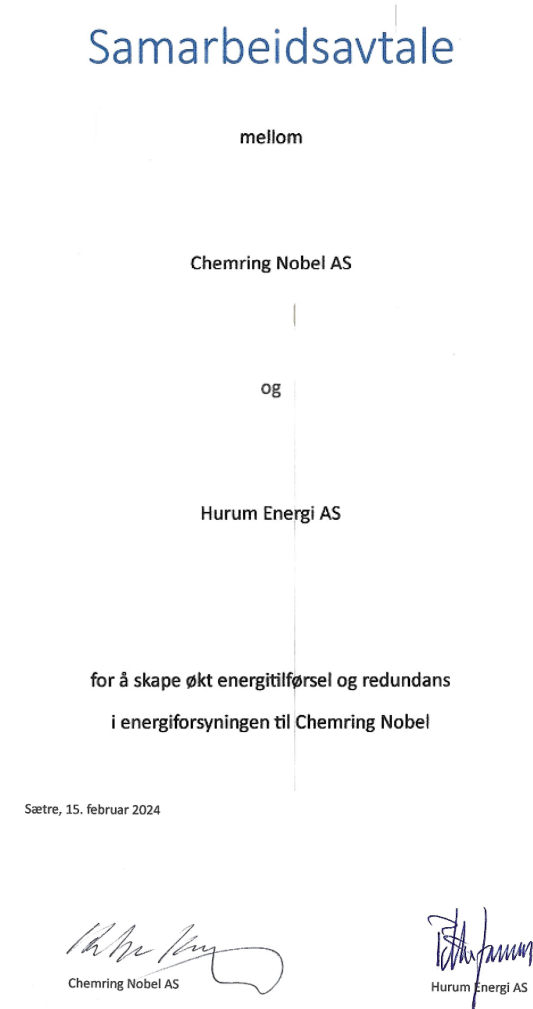 Samarbeidsavtale
mellom
Chemring Nobel AS
og
Hurum Energi AS
for å skape økt energitilførsel og redundans
i energiforsyningen til Chemring Nobel
Sætre, 15. februar 2024
Chemring Nobel AS
Hurum Energi AS